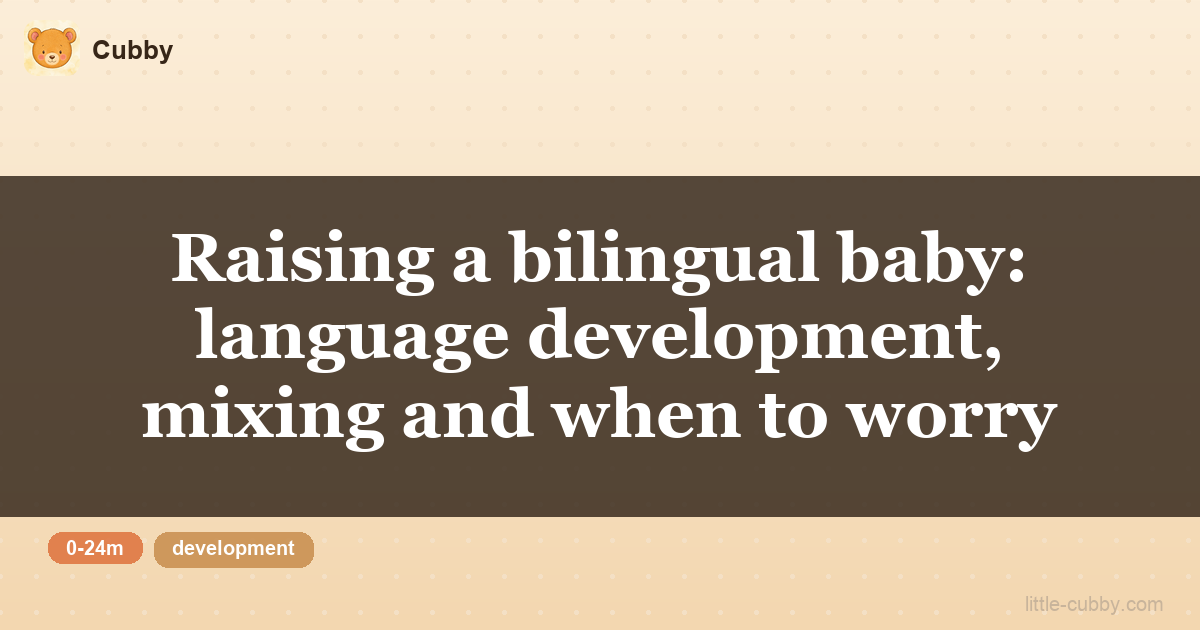 Cubby
Raising a bilingual baby:
language development,
mixing and when to worry
0-24m
development
little-cubby.com